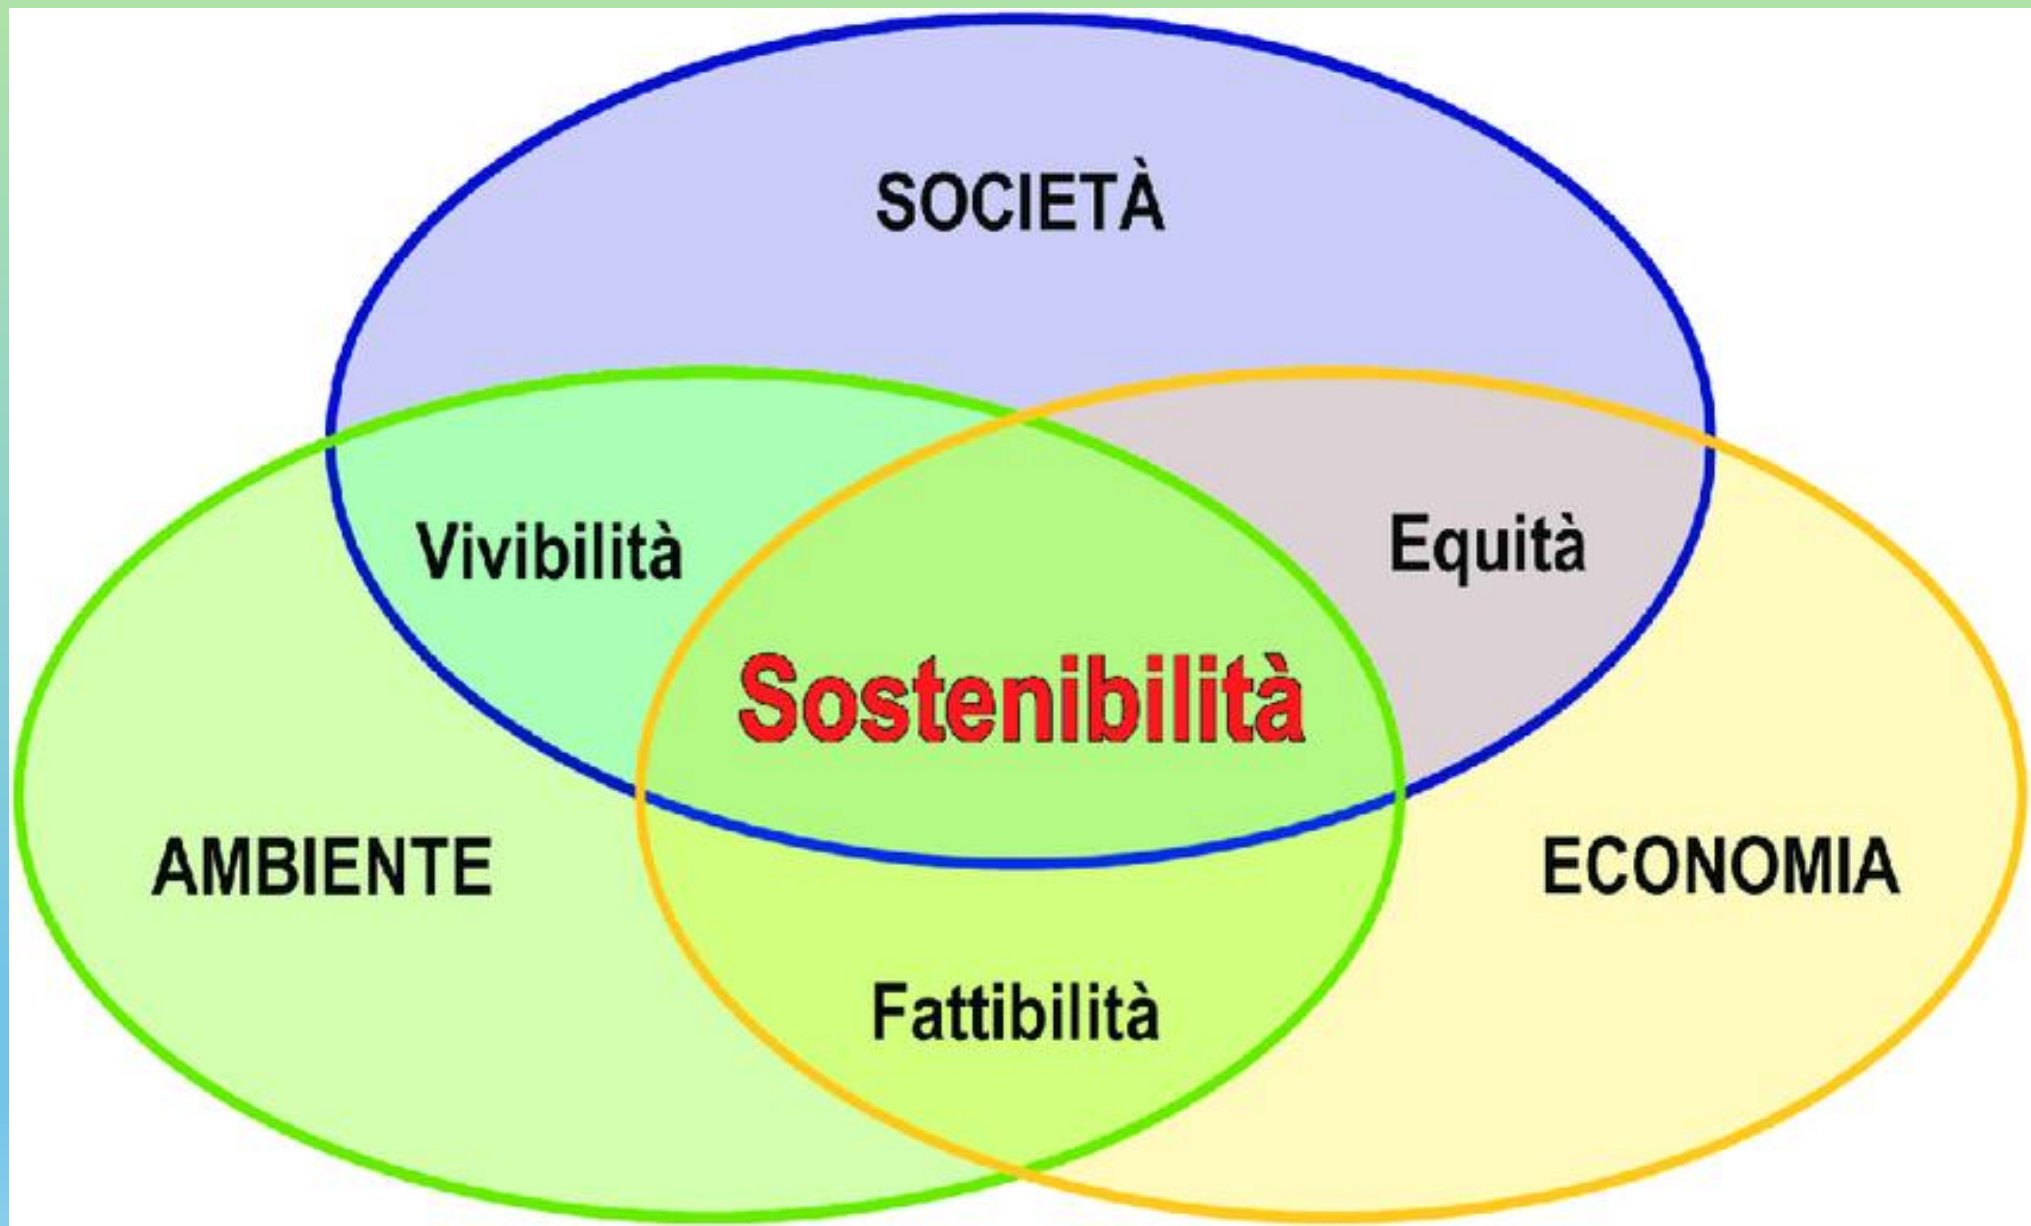 SOCIETÀ
Vivibilità
Equità
Sostenibilità
AMBIENTE
ECONOMIA
Fattibilità